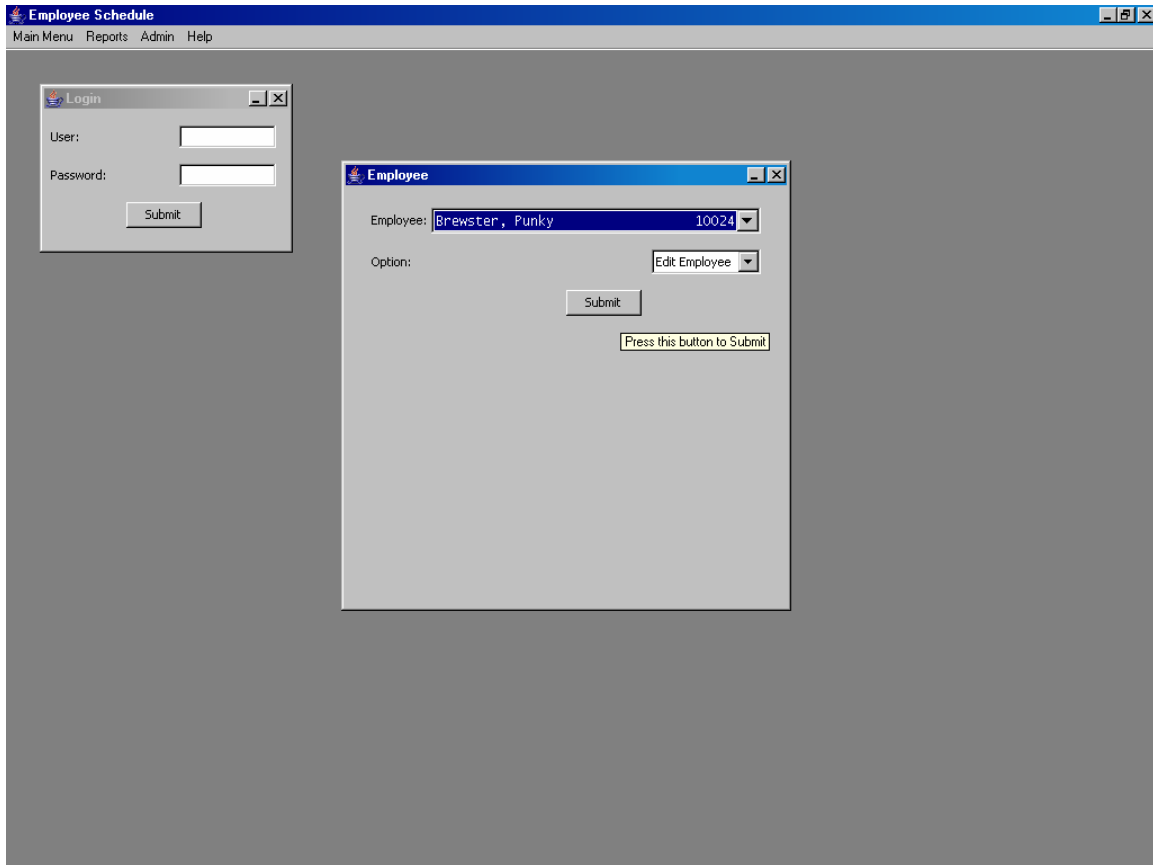 Employee Schedule
Main Menu Reports Admin Help
Login
User:
Password:
Submit
Employee
Employee: Brewster, Punky 10024
Option: Edit Employee
Submit
Press this button to Submit